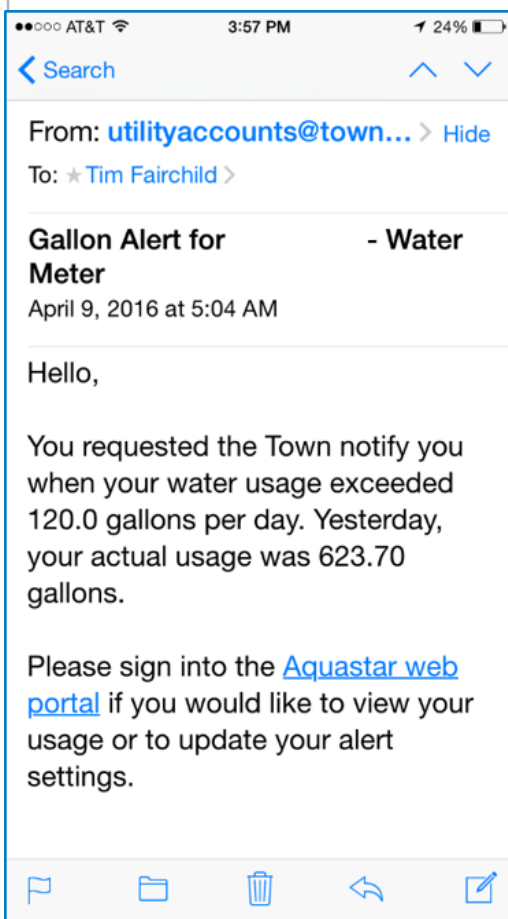 AT&T 3:57 PM 24%
Search
From: utilityaccounts@town... > Hide
To: ★ Tim Fairchild >
Gallon Alert for - Water
Meter
April 9, 2016 at 5:04 AM
Hello,
You requested the Town notify you
when your water usage exceeded
120.0 gallons per day. Yesterday,
your actual usage was 623.70
gallons.
Please sign into the Aquastar web
portal if you would like to view your
usage or to update your alert
settings.